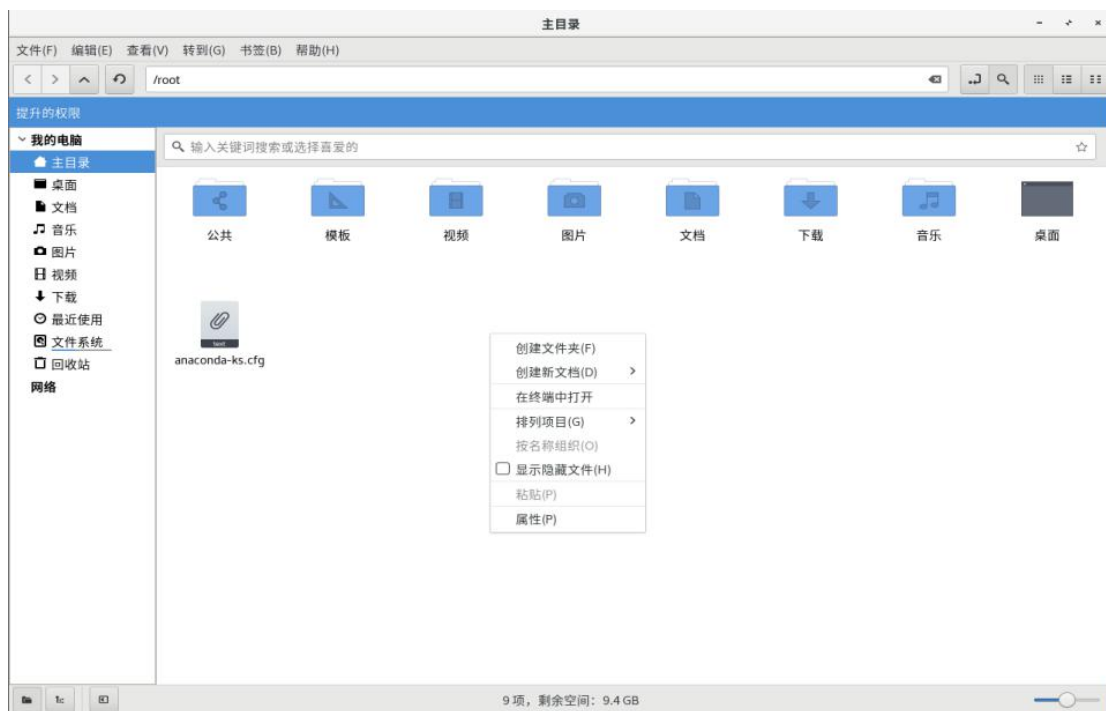 主目录
文件(F) 编辑(E) 查看(V) 转到(G) 书签(B) 帮助(H)
/root
提升的权限
我的电脑
主目录
桌面
文档
音乐
图片
视频
下载
最近使用
文件系统
回收站
网络
输入关键词搜索或选择喜爱的
公共 模板 视频 图片 文档 下载 音乐 桌面
text
anaconda-ks.cfg
创建文件夹(F)
创建新文档(D)
在终端中打开
排列项目(G)
按名称组织(O)
显示隐藏文件(H)
粘贴(P)
属性(P)
9 项，剩余空间：9.4 GB